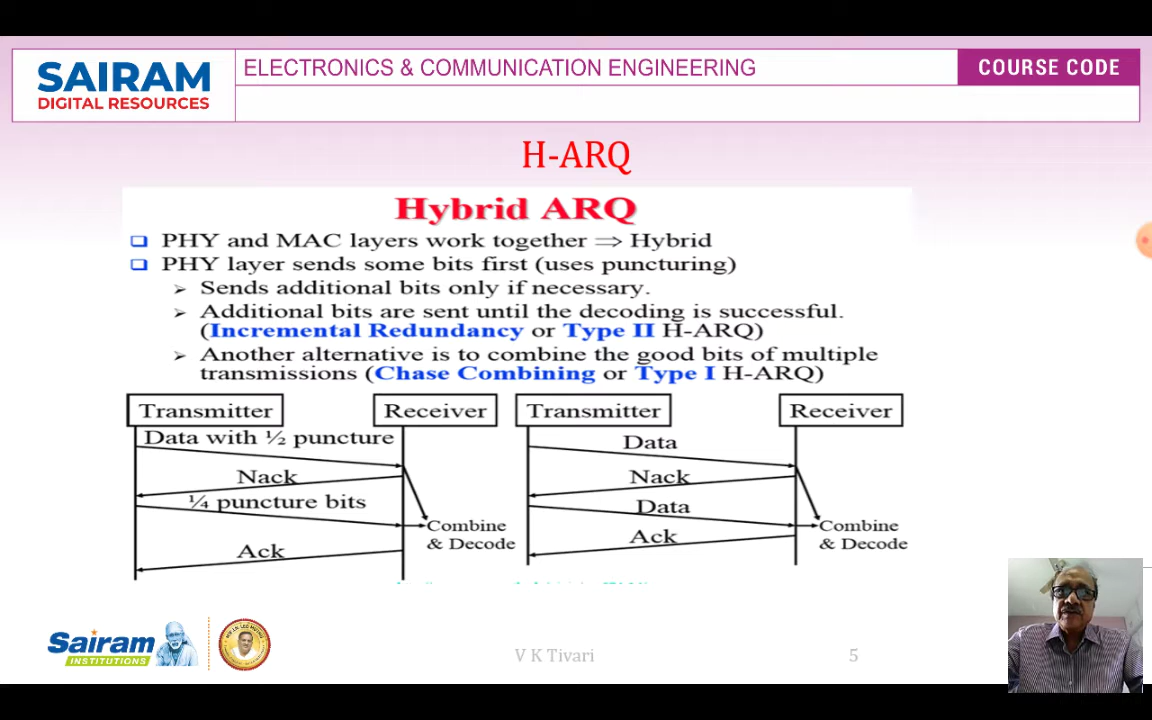 SAIRAM
DIGITAL RESOURCES
ELECTRONICS & COMMUNICATION ENGINEERING
COURSE CODE
H-ARQ
Hybrid ARQ
PHY and MAC layers work together ⇒ Hybrid
PHY layer sends some bits first (uses puncturing)
Sends additional bits only if necessary.
Additional bits are sent until the decoding is successful.
(Incremental Redundancy or Type II H-ARQ)
Another alternative is to combine the good bits of multiple
transmissions (Chase Combining or Type I H-ARQ)
Transmitter
Receiver
Data with ½ puncture
Nack
¼ puncture bits
Combine
& Decode
Ack
Transmitter
Receiver
Data
Nack
Data
Combine
& Decode
Ack
Sairam
INSTITUTIONS
V K Tivari
5